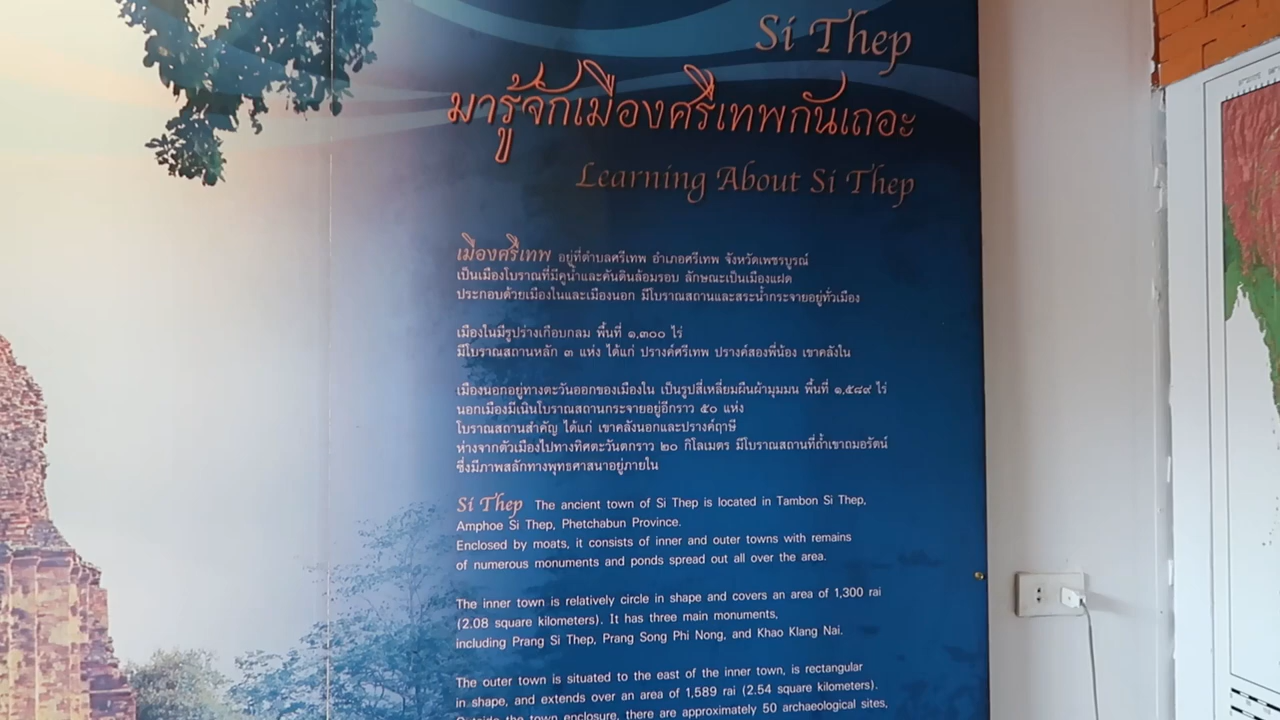 Si Thep
มารู้จักเมืองศรีเทพกันเถอะ
Learning About Si Thep
เมืองศรีเทพ อยู่ที่ตำบลศรีเทพ อำเภอศรีเทพ จังหวัดเพชรบูรณ์
เป็นเมืองโบราณที่มีคูน้ำและคันดินล้อมรอบ ลักษณะเป็นเมืองแฝด
ประกอบด้วยเมืองในและเมืองนอก มีโบราณสถานและสระน้ำกระจายอยู่ทั่วเมือง
เมืองในมีรูปร่างเกือบกลม พื้นที่ ๑,๓๐๐ ไร่
มีโบราณสถานหลัก ๓ แห่ง ได้แก่ ปรางค์ศรีเทพ ปรางค์สองพี่น้อง เขาคลังใน
เมืองนอกอยู่ทางตะวันออกของเมืองใน เป็นรูปสี่เหลี่ยมผืนผ้ามุมมน พื้นที่ ๑,๕๘๙ ไร่
นอกเมืองมีเนินโบราณสถานกระจายอยู่อีกราว ๕๐ แห่ง
โบราณสถานสำคัญ ได้แก่ เขาคลังนอกและปรางค์ฤาษี
ห่างจากตัวเมืองไปทางทิศตะวันตกราว ๒๐ กิโลเมตร มีโบราณสถานที่ถ้ำเขาถมอรัตน์
ซึ่งมีภาพสลักทางพุทธศาสนาอยู่ภายใน
Si Thep The ancient town of Si Thep is located in Tambon Si Thep,
Amphoe Si Thep, Phetchabun Province.
Enclosed by moats, it consists of inner and outer towns with remains
of numerous monuments and ponds spread out all over the area.
The inner town is relatively circle in shape and covers an area of 1,300 rai
(2.08 square kilometers). It has three main monuments,
including Prang Si Thep, Prang Song Phi Nong, and Khao Klang Nai.
The outer town is situated to the east of the inner town, is rectangular
in shape, and extends over an area of 1,589 rai (2.54 square kilometers).
Outside the town enclosure, there are approximately 50 archaeological sites,